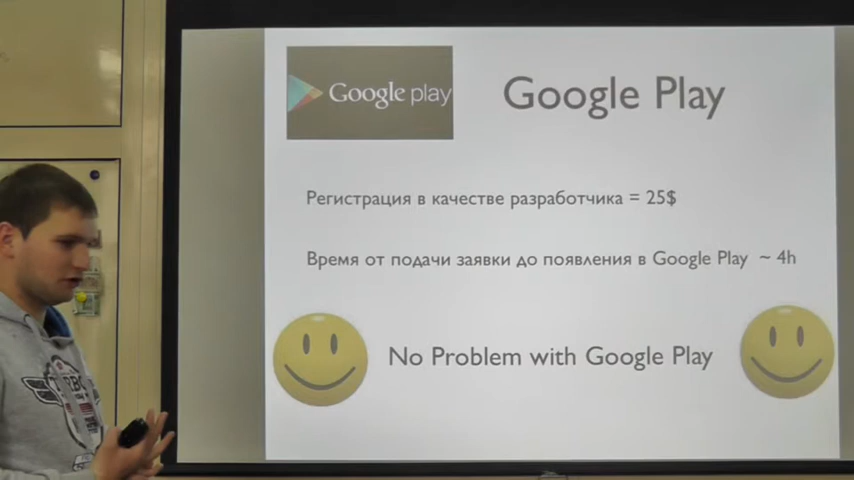 Google play
Google Play
Регистрация в качестве разработчика = 25$
Время от подачи заявки до появления в Google Play ~ 4h
No Problem with Google Play